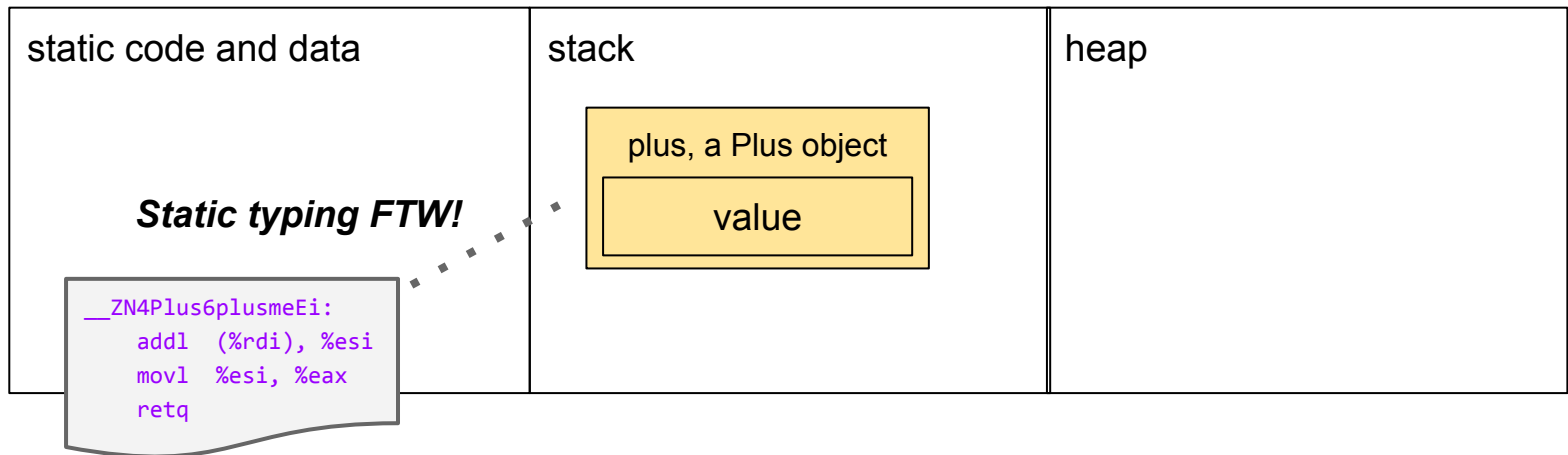 static code and data
stack
heap
plus, a Plus object
value
Static typing FTW!
__ZN4Plus6plusmeEi:
addl (%rdi), %esi
movl %esi, %eax
retq